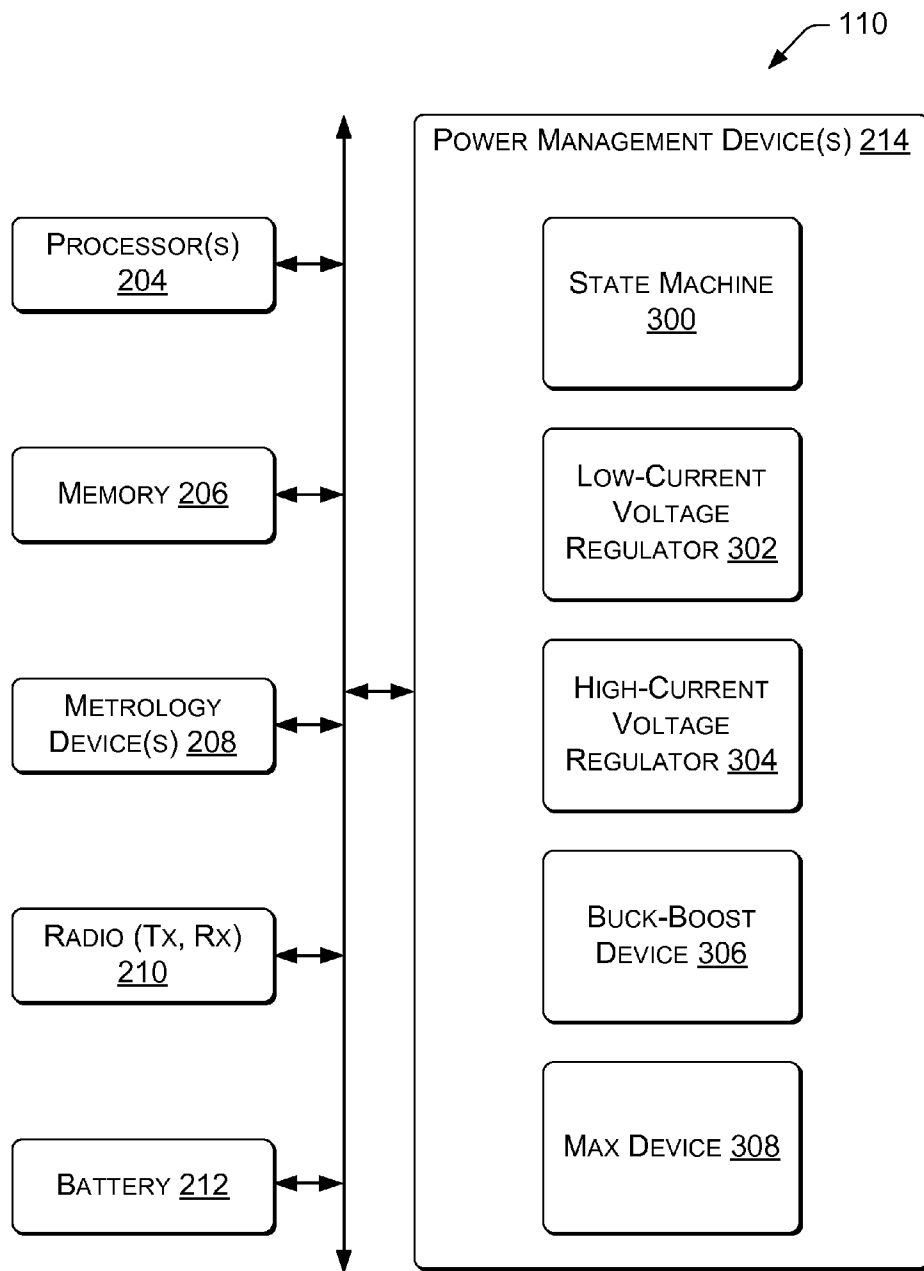 110
POWER MANAGEMENT DEVICE(S) 214
PROCESSOR(S)
204
MEMORY 206
METROLOGY
DEVICE(S) 208
RADIO (TX, RX)
210
BATTERY 212
STATE MACHINE
300
LOW-CURRENT
VOLTAGE
REGULATOR 302
HIGH-CURRENT
VOLTAGE
REGULATOR 304
BUCK-BOOST
DEVICE 306
MAX DEVICE 308